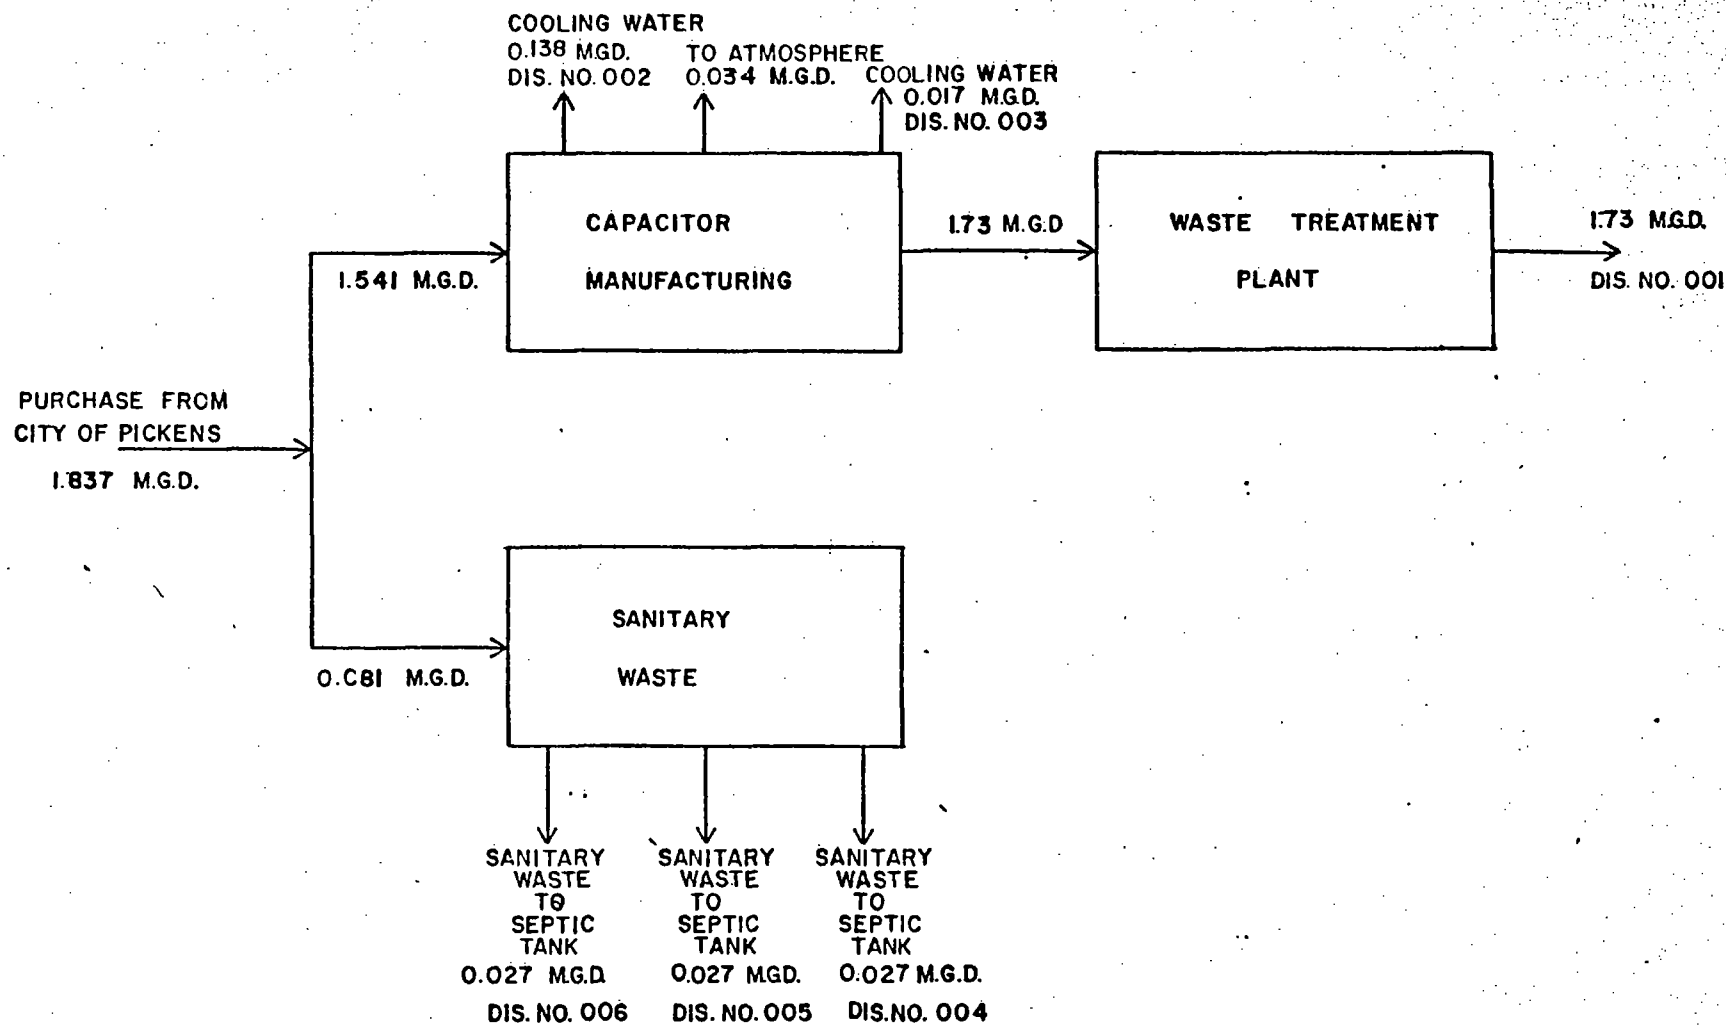 COOLING WATER
0.138 MGD.
DIS. NO. 002
TO ATMOSPHERE
0.034 M.G.D.
COOLING WATER
0.017 M.G.D.
DIS. NO. 003
CAPACITOR
MANUFACTURING
1.73 M.G.D
WASTE TREATMENT
PLANT
1.73 M.G.D.
DIS. NO. 001
1.541 M.G.D.
PURCHASE FROM
CITY OF PICKENS
1.837 M.G.D.
SANITARY
WASTE
0.081 M.G.D.
SANITARY
WASTE
TO
SEPTIC
TANK
0.027 M.G.D.
DIS. NO. 006
SANITARY
WASTE
TO
SEPTIC
TANK
0.027 MGD.
DIS. NO. 005
SANITARY
WASTE
TO
SEPTIC
TANK
0.027 M.G.D.
DIS.NO. 004